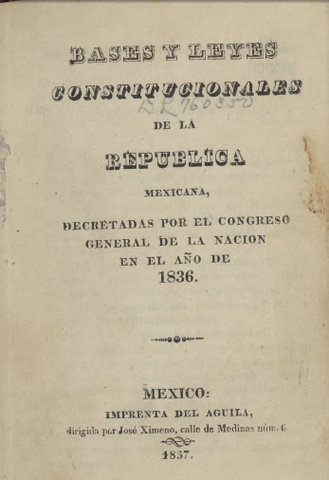 BASES Y LEYES
CONSTITUCIONALES
DE LA
REPUBLICA
MEXICANA,
DECRETADAS POR EL CONGRESO
GENERAL DE LA NACION
EN EL AÑO DE
1836.
MEXICO:
IMPRENTA DEL AGUILA,
dirigida por José Ximeno, calle de Medinas núm. 6
1837.